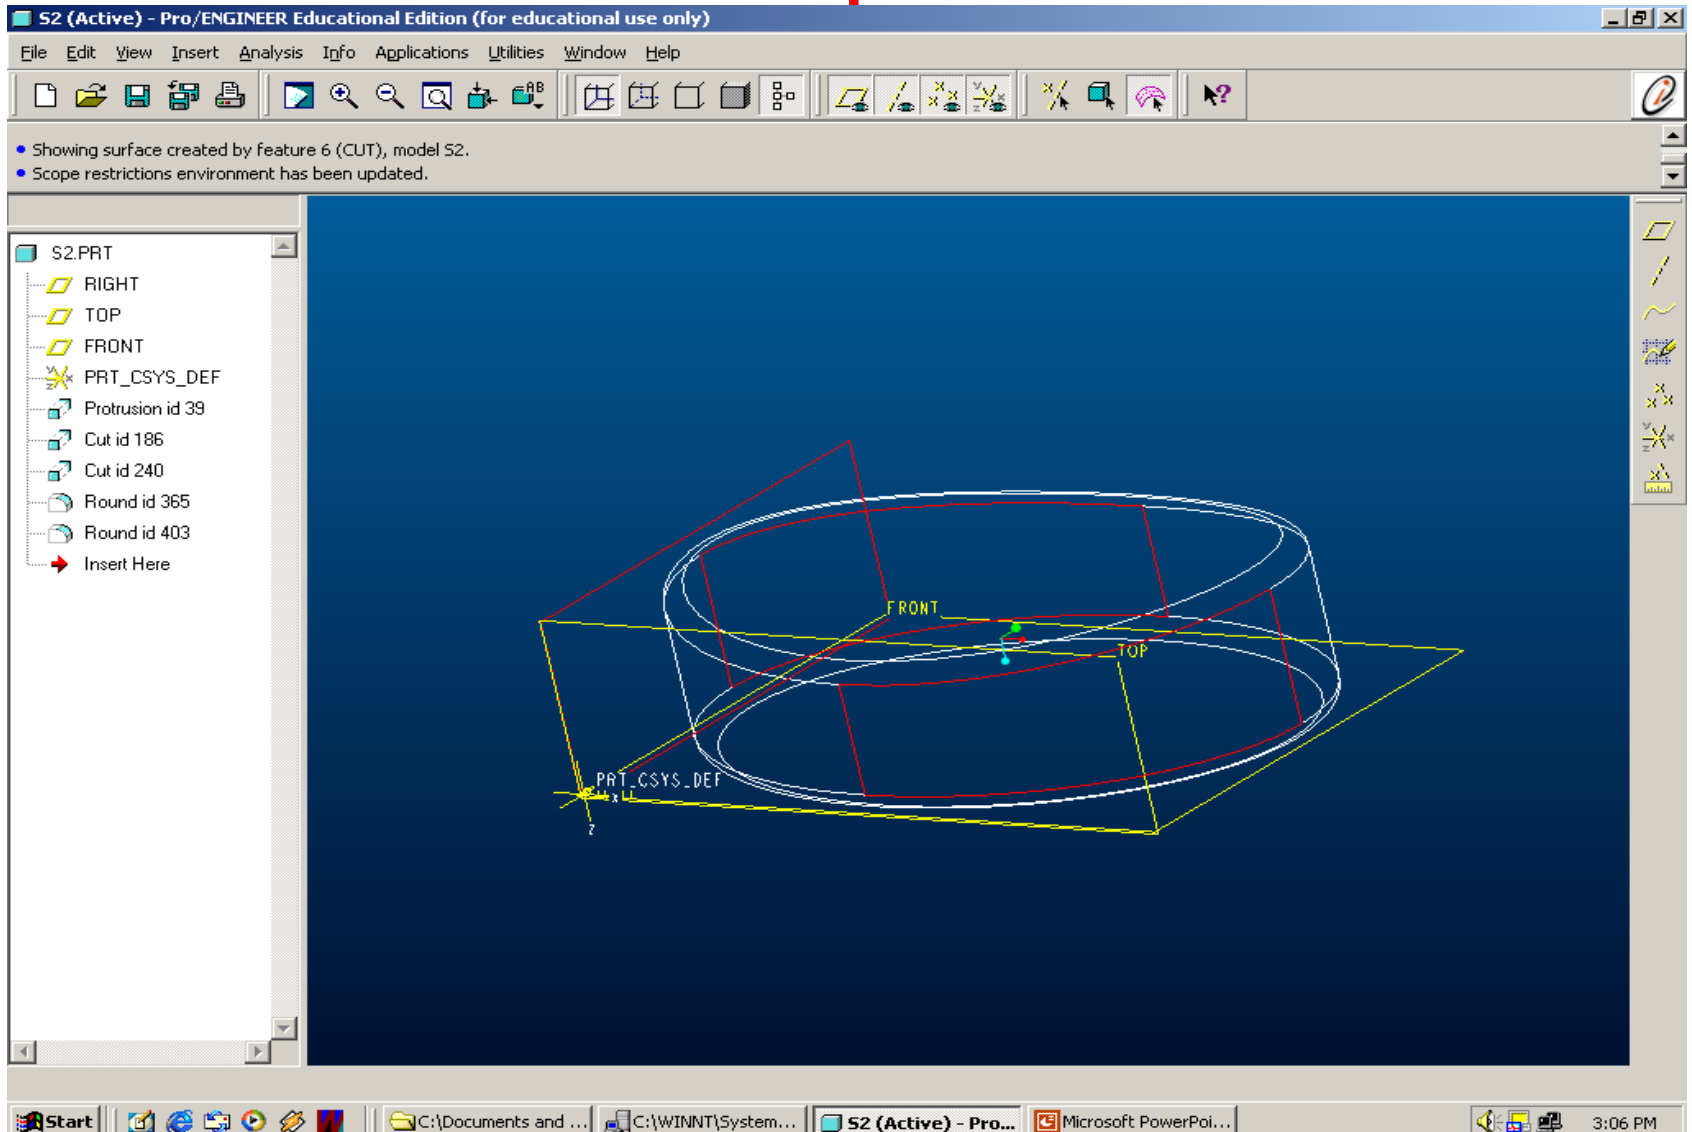 S2 (Active) - Pro/ENGINEER Educational Edition (for educational use only)
File Edit View Insert Analysis Info Applications Utilities Window Help
Showing surface created by feature 6 (CUT), model S2.
Scope restrictions environment has been updated.
S2.PRT
RIGHT
TOP
FRONT
PRT_CSYS_DEF
Protrusion id 39
Cut id 186
Cut id 240
Round id 365
Round id 403
Insert Here
FRONT
TOP
PRT_CSYS_DEF
x
z
Start C:\Documents and ... C:\WINNT\System... S2 (Active) - Pro... Microsoft PowerPoi... 3:06 PM